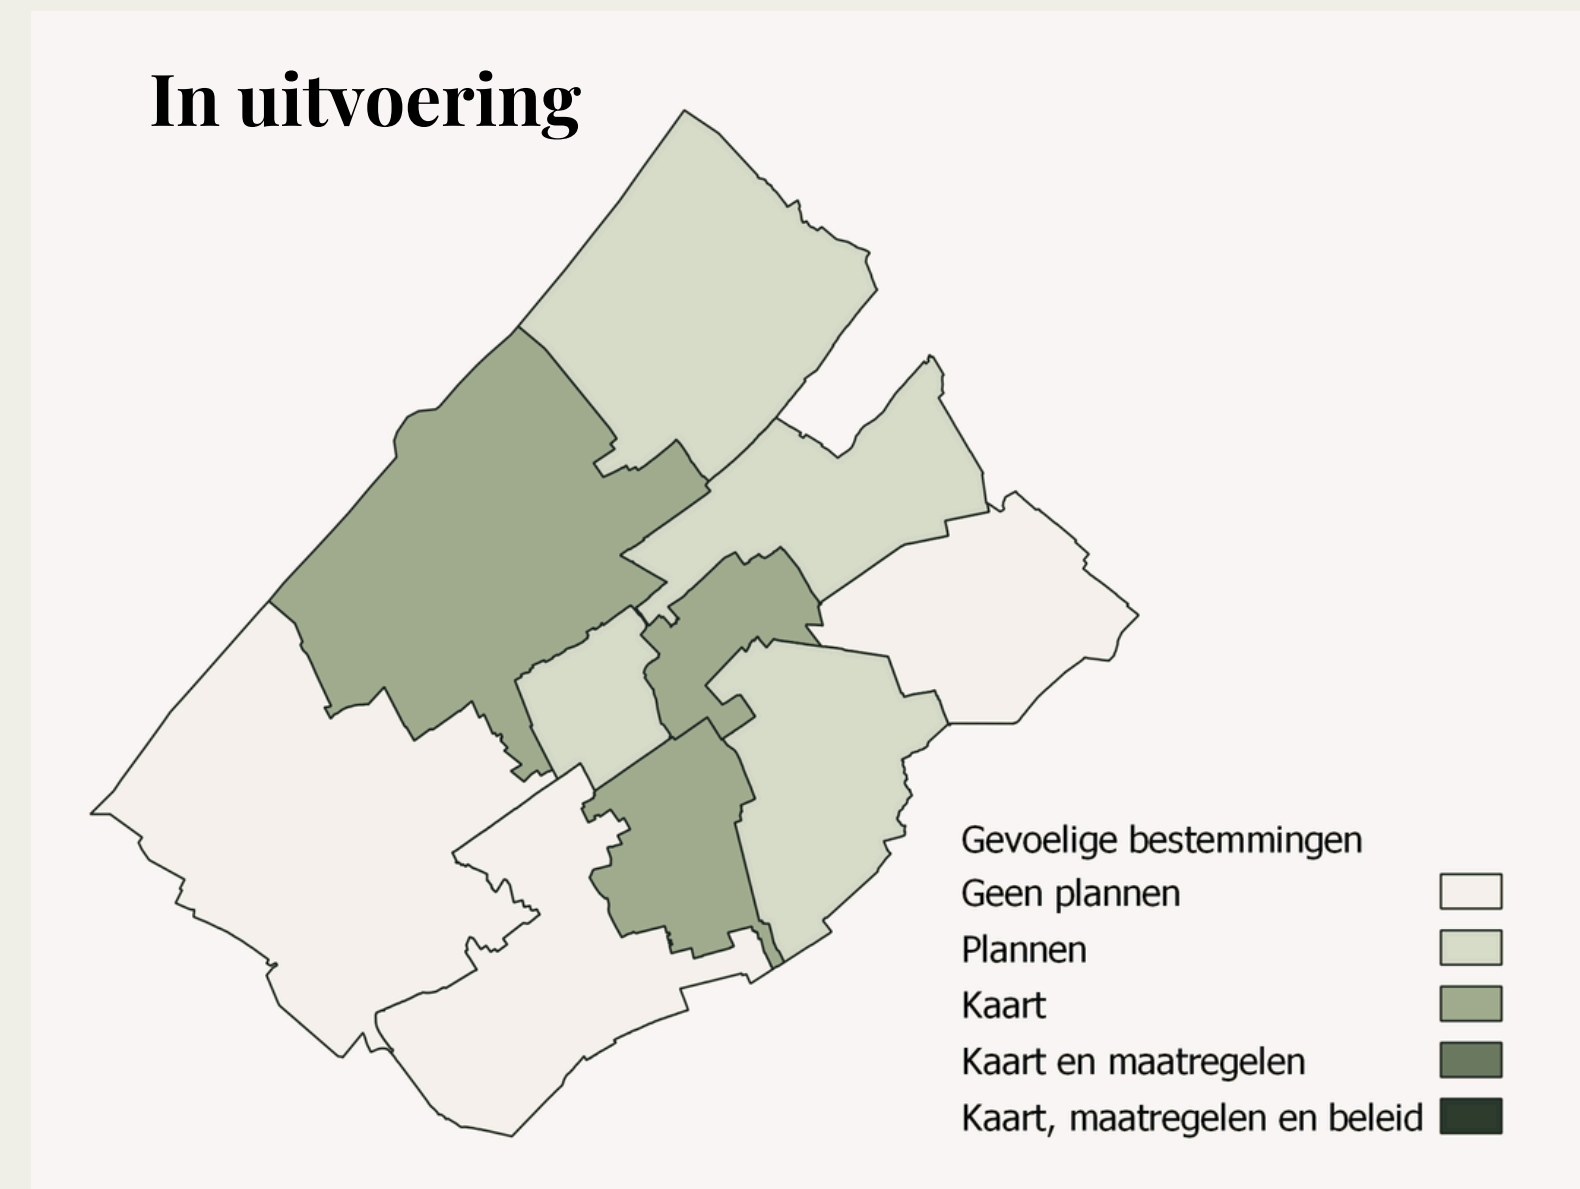 In uitvoering
Gevoelige bestemmingen
Geen plannen
Plannen
Kaart
Kaart en maatregelen
Kaart, maatregelen en beleid